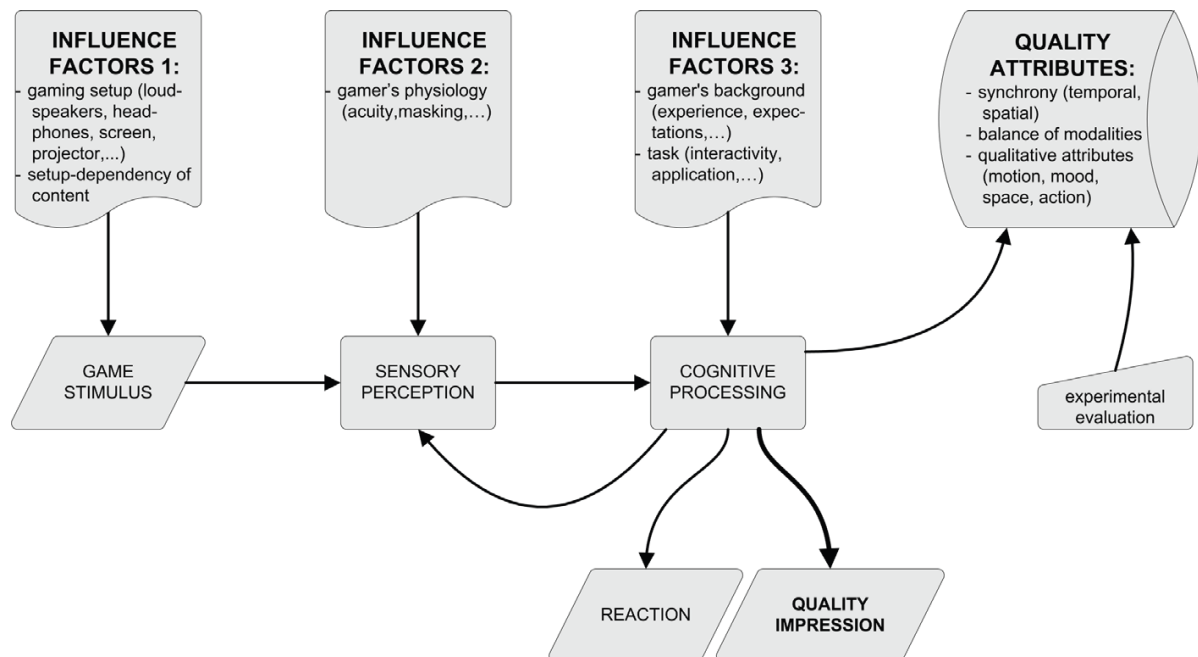 INFLUENCE
FACTORS 1:
- gaming setup (loud-
speakers, head-
phones, screen,
projector,...)
- setup-dependency of
content
INFLUENCE
FACTORS 2:
- gamer's physiology
(acuity,masking,…)
INFLUENCE
FACTORS 3:
- gamer's background
(experience, expec-
tations,…)
- task (interactivity,
application,…)
QUALITY
ATTRIBUTES:
- synchrony (temporal,
spatial)
- balance of modalities
- qualitative attributes
(motion, mood,
space, action)
GAME
STIMULUS
SENSORY
PERCEPTION
COGNITIVE
PROCESSING
experimental
evaluation
REACTION
QUALITY
IMPRESSION